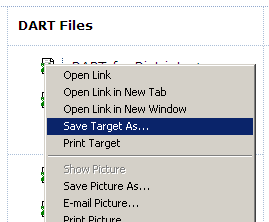 DART Files
Open Link
Open Link in New Tab
Open Link in New Window
Save Target As...
Print Target
Show Picture
Save Picture As...
E-mail Picture...
Print Picture